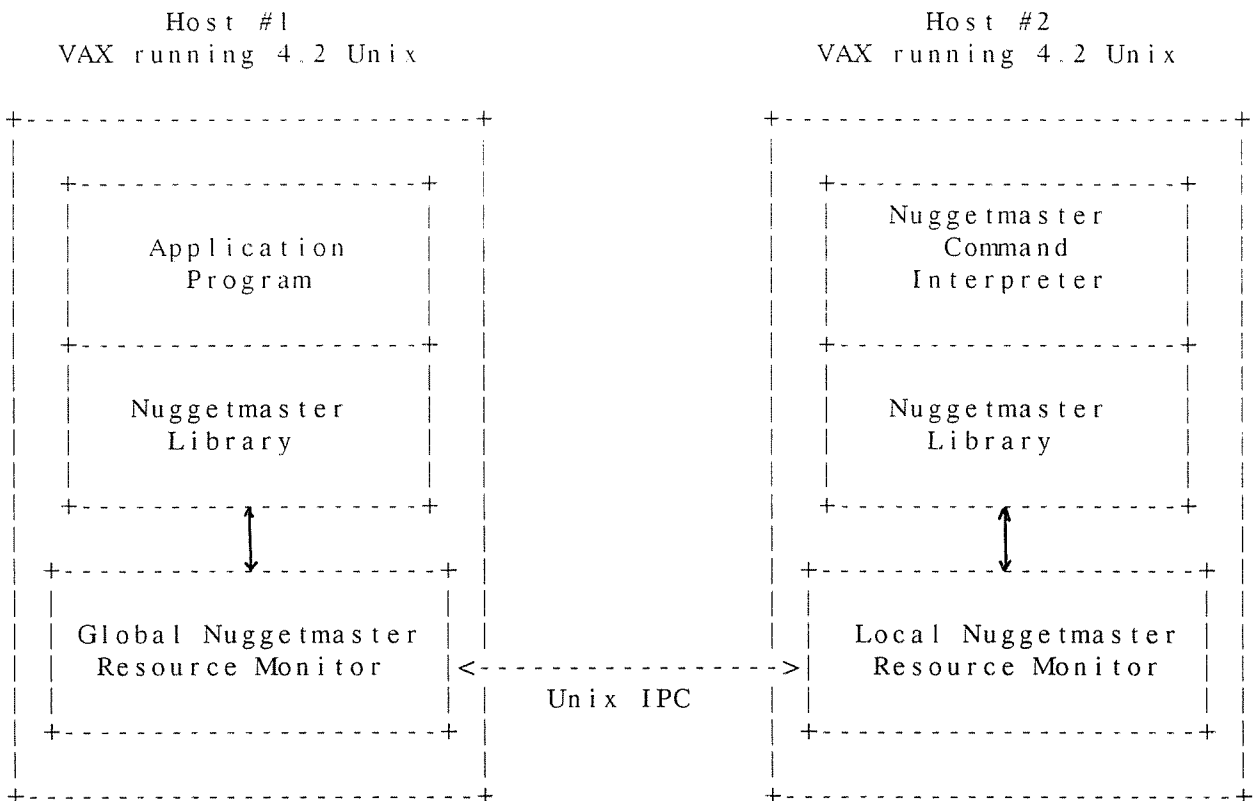 Host #1
VAX running 4.2 Unix
Application
Program
Nuggetmaster
Library
Global Nuggetmaster
Resource Monitor
Unix IPC
Host #2
VAX running 4.2 Unix
Nuggetmaster
Command
Interpreter
Nuggetmaster
Library
Local Nuggetmaster
Resource Monitor